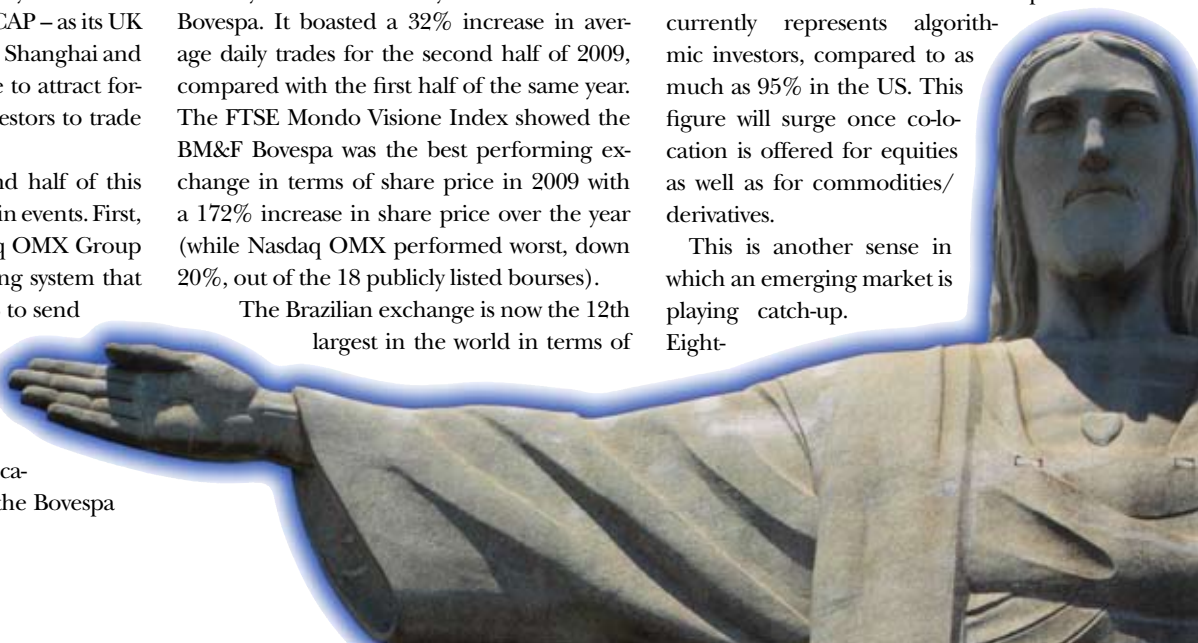 CAP – as its UK
Shanghai and
e to attract for-
estors to trade
nd half of this
in events. First,
q OMX Group
ng system that
to send
ca-
the Bovespa
Bovespa. It boasted a 32% increase in aver-
age daily trades for the second half of 2009,
compared with the first half of the same year.
The FTSE Mondo Visione Index showed the
BM&F Bovespa was the best performing ex-
change in terms of share price in 2009 with
a 172% increase in share price over the year
(while Nasdaq OMX performed worst, down
20%, out of the 18 publicly listed bourses).
The Brazilian exchange is now the 12th
largest in the world in terms of
currently represents algorith-
mic investors, compared to as
much as 95% in the US. This
figure will surge once co-lo-
cation is offered for equities
as well as for commodities/
derivatives.
This is another sense in
which an emerging market is
playing catch-up.
Eight-